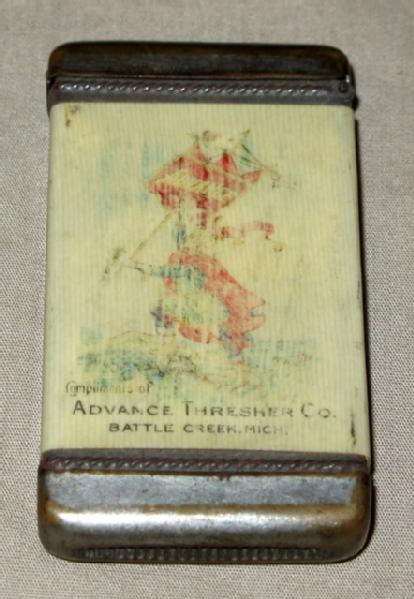 Compliments of
ADVANCE THRESHER CO.
BATTLE CREEK, MICH.